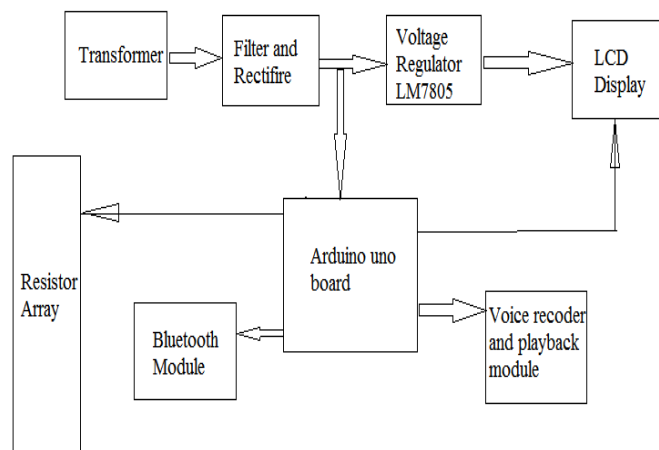 Transformer
Filter and
Rectifire
Voltage
Regulator
LM7805
LCD
Display
Resistor
Array
Arduino uno
board
Bluetooth
Module
Voice recoder
and playback
module